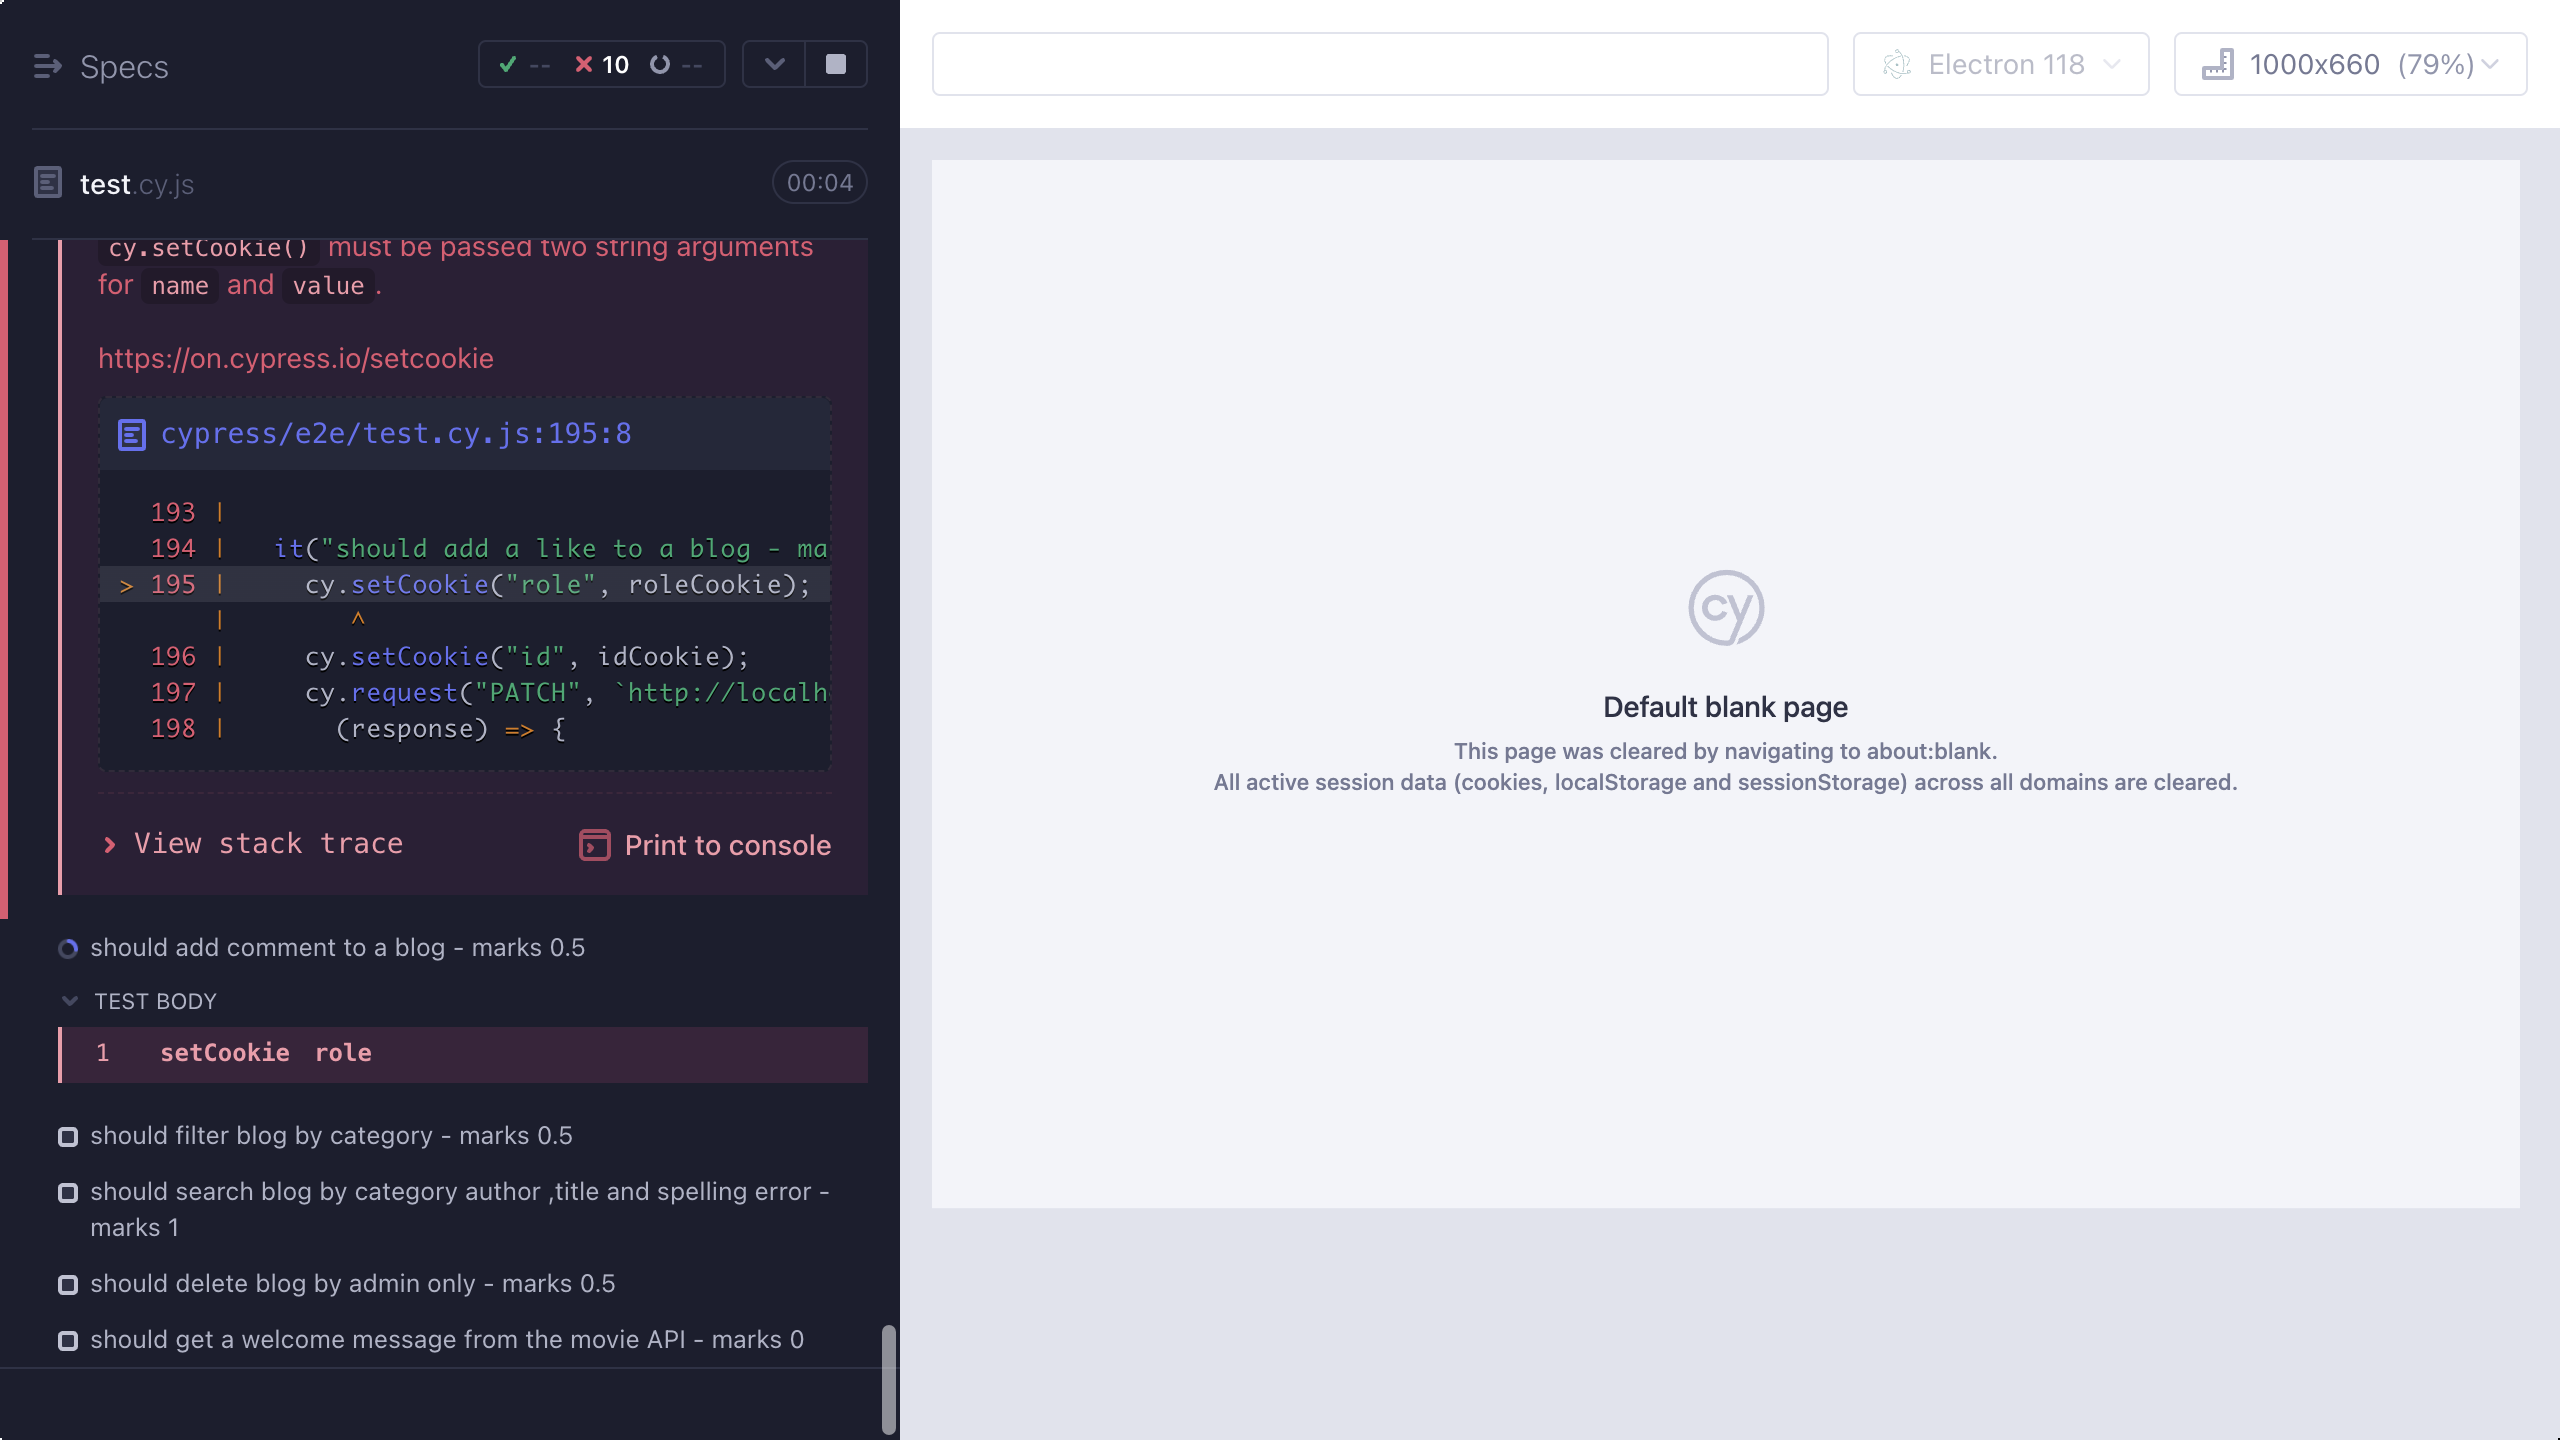 Specs
-- 10 --
test.cy.js
00:04
cy.setCookie() must be passed two string arguments
for name and value.
https://on.cypress.io/setcookie
cypress/e2e/test.cy.js:195:8
193 |
194 | it("should add a like to a blog - ma
> 195 | cy.setCookie("role", roleCookie);
| ^
196 | cy.setCookie("id", idCookie);
197 | cy.request("PATCH", `http://localh
198 | (response) => {
View stack trace
Print to console
should add comment to a blog - marks 0.5
TEST BODY
1 setCookie role
should filter blog by category - marks 0.5
should search blog by category author ,title and spelling error -
marks 1
should delete blog by admin only - marks 0.5
should get a welcome message from the movie API - marks 0
Electron 118
1000x660 (79%)
cy
Default blank page
This page was cleared by navigating to about:blank.
All active session data (cookies, localStorage and sessionStorage) across all domains are cleared.